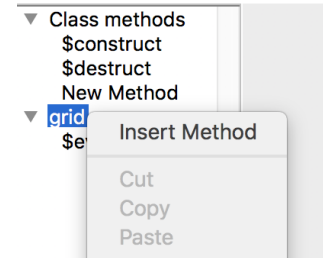 Class methods
$construct
$destruct
New Method
grid
Insert Method
Cut
Copy
Paste